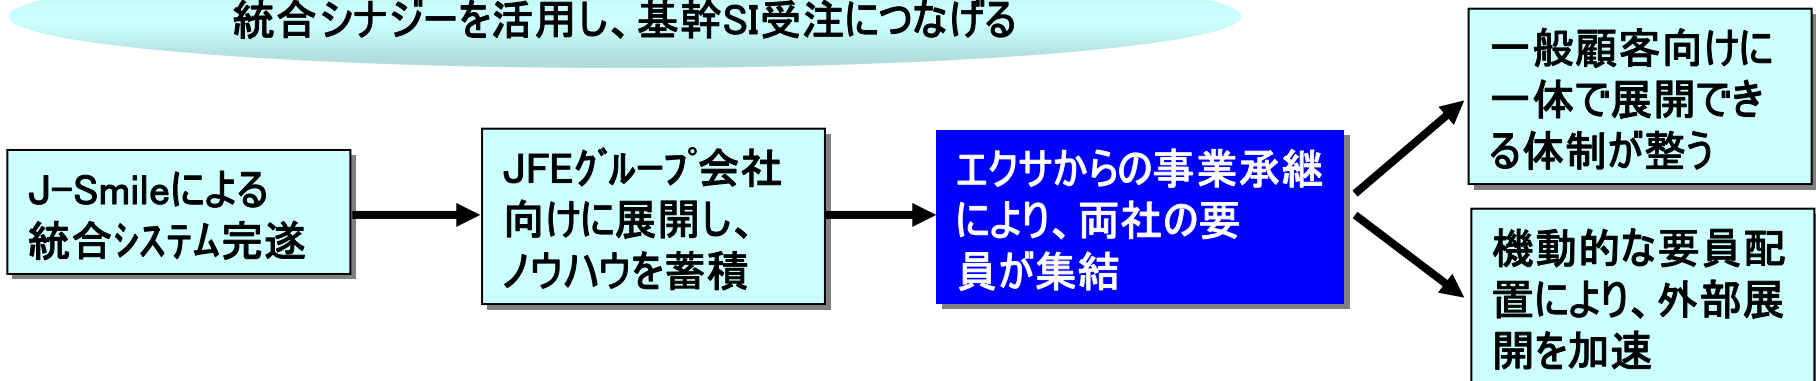 統合シナジーを活用し、基幹SI受注につなげる
J-Smileによる
統合システム完遂
JFEグループ会社
向けに展開し、
ノウハウを蓄積
エクサからの事業承継
により、両社の要
員が集結
一般顧客向けに
一体で展開でき
る体制が整う
機動的な要員配
置により、外部展
開を加速